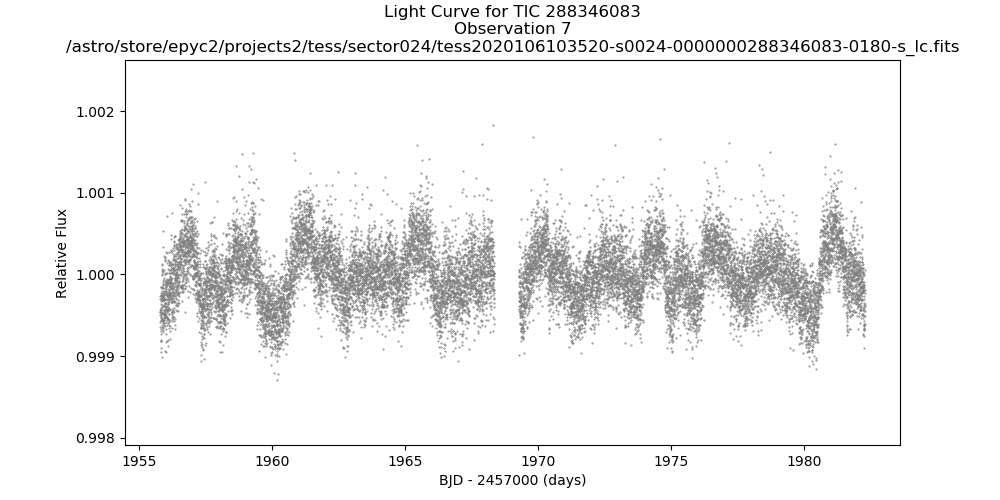 Light Curve for TIC 288346083
Observation 7
/astro/store/epyc2/projects2/tess/sector024/tess2020106103520-s0024-0000000288346083-0180-s_lc.fits
1.002
1.001
1.000
0.999
0.998
Relative Flux
1955 1960 1965 1970 1975 1980
BJD - 2457000 (days)